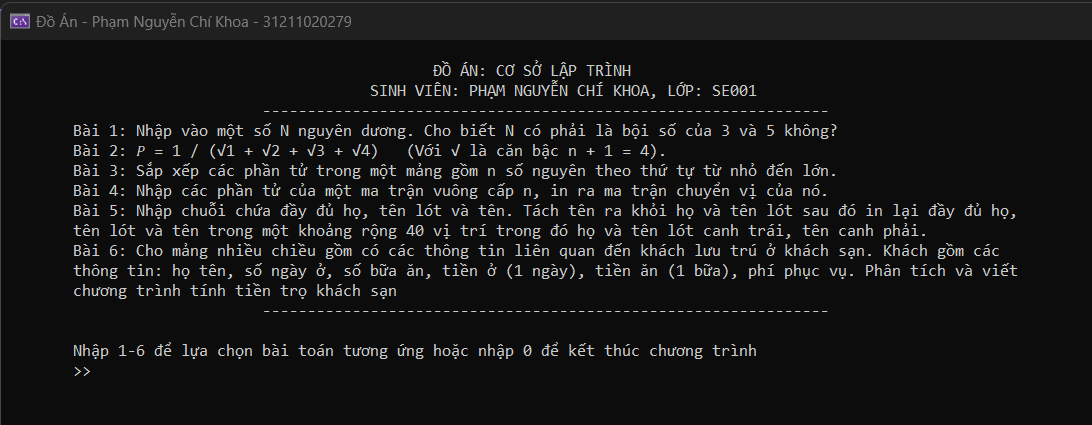 Đồ Án - Phạm Nguyễn Chí Khoa - 31211020279
ĐỒ ÁN: CƠ SỞ LẬP TRÌNH
SINH VIÊN: PHẠM NGUYỄN CHÍ KHOA, LỚP: SE001
---------------------------------------------------------------
Bài 1: Nhập vào một số N nguyên dương. Cho biết N có phải là bội số của 3 và 5 không?
Bài 2: P = 1 / (√1 + √2 + √3 + √4)   (Với √ là căn bậc n + 1 = 4).
Bài 3: Sắp xếp các phần tử trong một mảng gồm n số nguyên theo thứ tự từ nhỏ đến lớn.
Bài 4: Nhập các phần tử của một ma trận vuông cấp n, in ra ma trận chuyển vị của nó.
Bài 5: Nhập chuỗi chứa đầy đủ họ, tên lót và tên. Tách tên ra khỏi họ và tên lót sau đó in lại đầy đủ họ,
tên lót và tên trong một khoảng rộng 40 vị trí trong đó họ và tên lót canh trái, tên canh phải.
Bài 6: Cho mảng nhiều chiều gồm có các thông tin liên quan đến khách lưu trú ở khách sạn. Khách gồm các
thông tin: họ tên, số ngày ở, số bữa ăn, tiền ở (1 ngày), tiền ăn (1 bữa), phí phục vụ. Phân tích và viết
chương trình tính tiền trọ khách sạn
---------------------------------------------------------------
Nhập 1-6 để lựa chọn bài toán tương ứng hoặc nhập 0 để kết thúc chương trình
>>